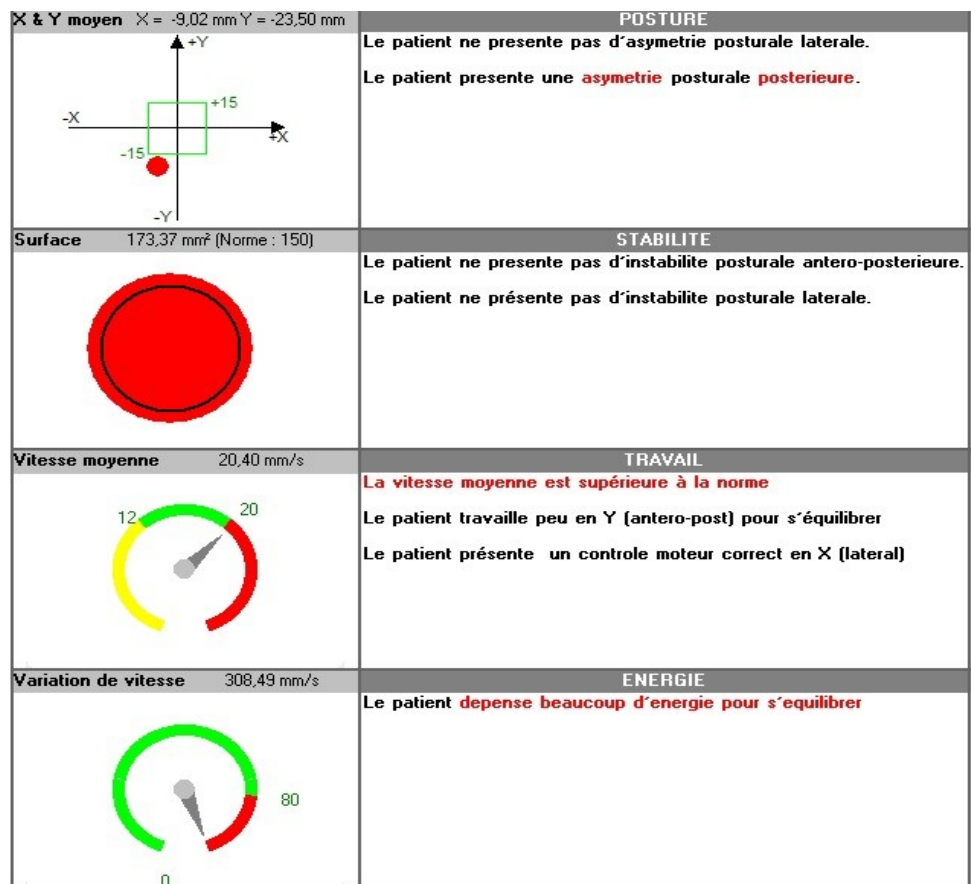 X & Y moyen X = -9,02 mm Y = -23,50 mm
POSTURE
+Y
+15
-X
+X
-15
-Y
Le patient ne presente pas d´asymetrie posturale laterale.
Le patient presente une asymetrie posturale posterieure.
Surface 173,37 mm² (Norme : 150)
STABILITE
Le patient ne presente pas d´instabilite posturale antero-posterieure.
Le patient ne présente pas d´instabilite posturale laterale.
Vitesse moyenne 20,40 mm/s
TRAVAIL
12
20
La vitesse moyenne est supérieure à la norme
Le patient travaille peu en Y (antero-post) pour s´équilibrer
Le patient présente un controle moteur correct en X (lateral)
Variation de vitesse 308,49 mm/s
ENERGIE
80
0
Le patient depense beaucoup d´energie pour s´equilibrer